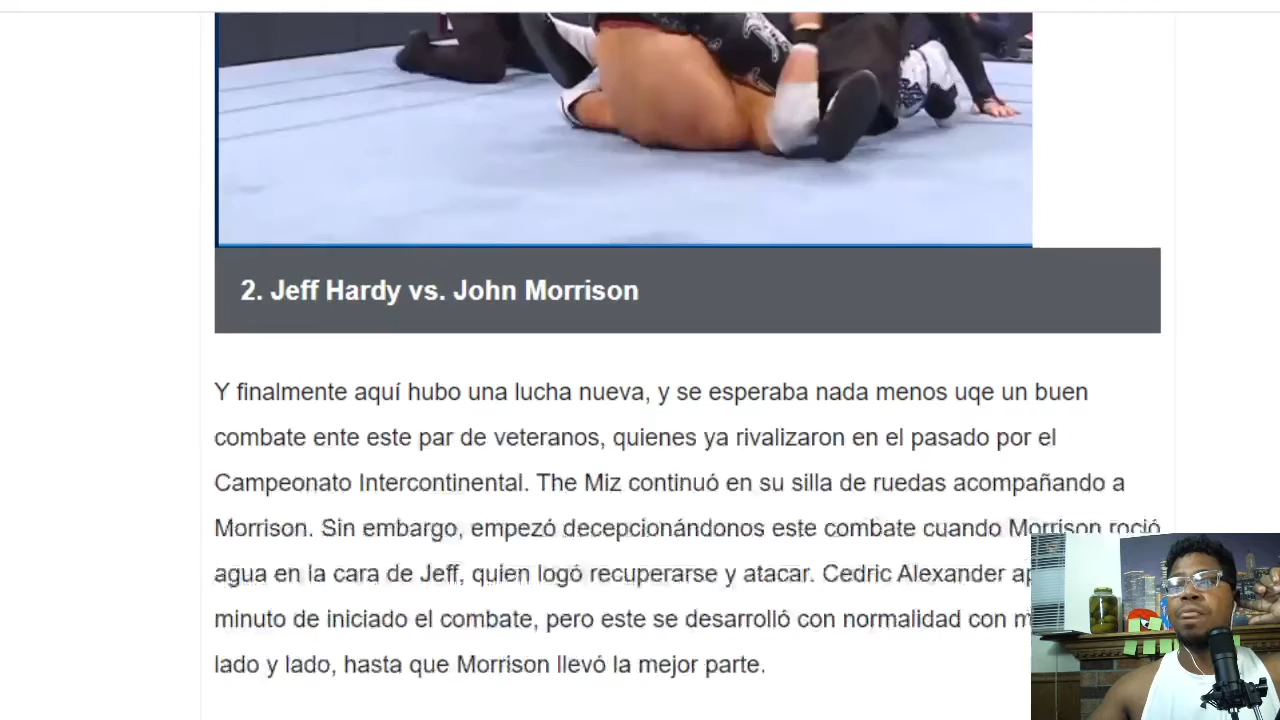 2. Jeff Hardy vs. John Morrison
Y finalmente aquí hubo una lucha nueva, y se esperaba nada menos uqe un buen
combate ente este par de veteranos, quienes ya rivalizaron en el pasado por el
Campeonato Intercontinental. The Miz continuó en su silla de ruedas acompañando a
Morrison. Sin embargo, empezó decepcionándonos este combate cuando Morrison roció
agua en la cara de Jeff, quien logó recuperarse y atacar. Cedric Alexander
minuto de iniciado el combate, pero este se desarrolló con normalidad con
lado y lado, hasta que Morrison llevó la mejor parte.